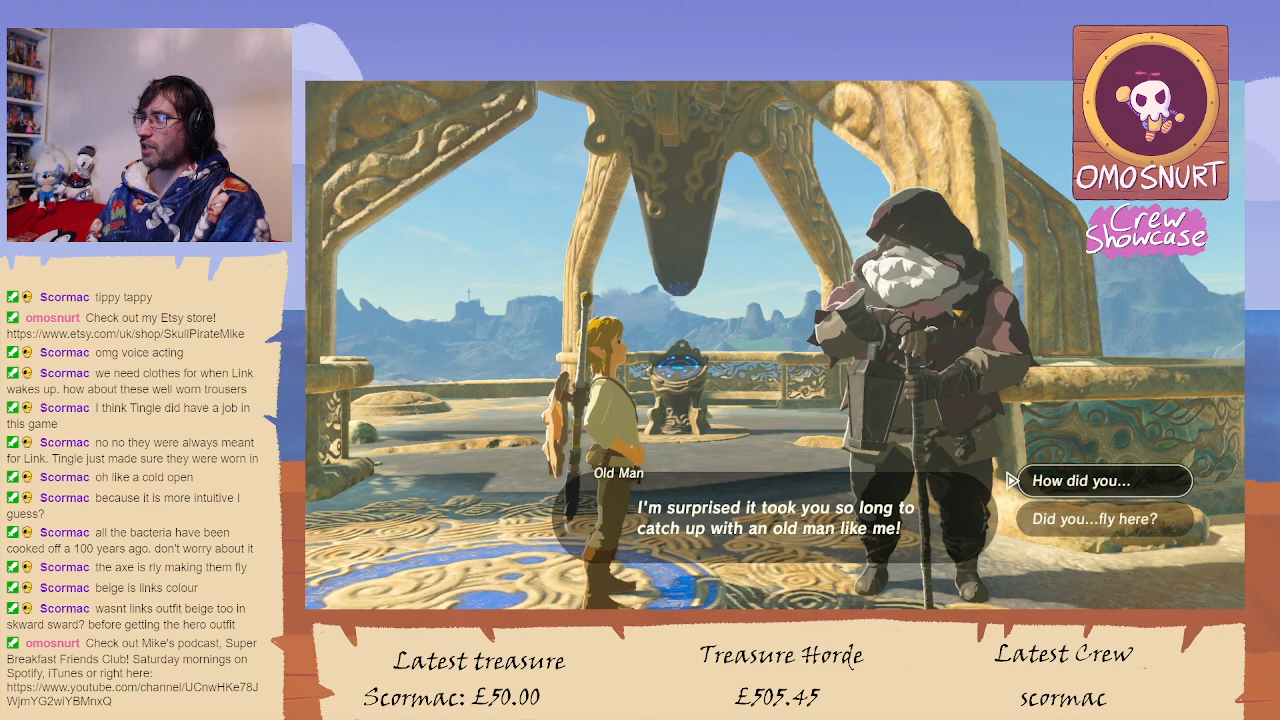 OMOSNURT
Crew
Showcase
Scormac tippy tappy
omosnurt Check out my Etsy store!
https://www.etsy.com/uk/shop/SkullPirateMike
Scormac omg voice acting
Scormac we need clothes for when Link
wakes up. how about these well worn trousers
Scormac I think Tingle did have a job in
this game
Scormac no no they were always meant
for Link. Tingle just made sure they were worn in
Scormac oh like a cold open
Scormac because it is more intuitive I
guess?
Scormac all the bacteria have been
cooked off a 100 years ago. don't worry about it
Scormac the axe is rly making them fly
Scormac beige is links colour
Scormac wasnt links outfit beige too in
skward sward? before getting the hero outfit
omosnurt Check out Mike's podcast, Super
Breakfast Friends Club! Saturday mornings on
Spotify, iTunes or right here:
https://www.youtube.com/channel/UCnwHKe78J
WjmYG2wiYBMnxQ
Old Man
I'm surprised it took you so long to
catch up with an old man like me!
How did you...
Did you...fly here?
Latest treasure
Scormac: £50.00
Treasure Horde
£505.45
Latest Crew
scormac